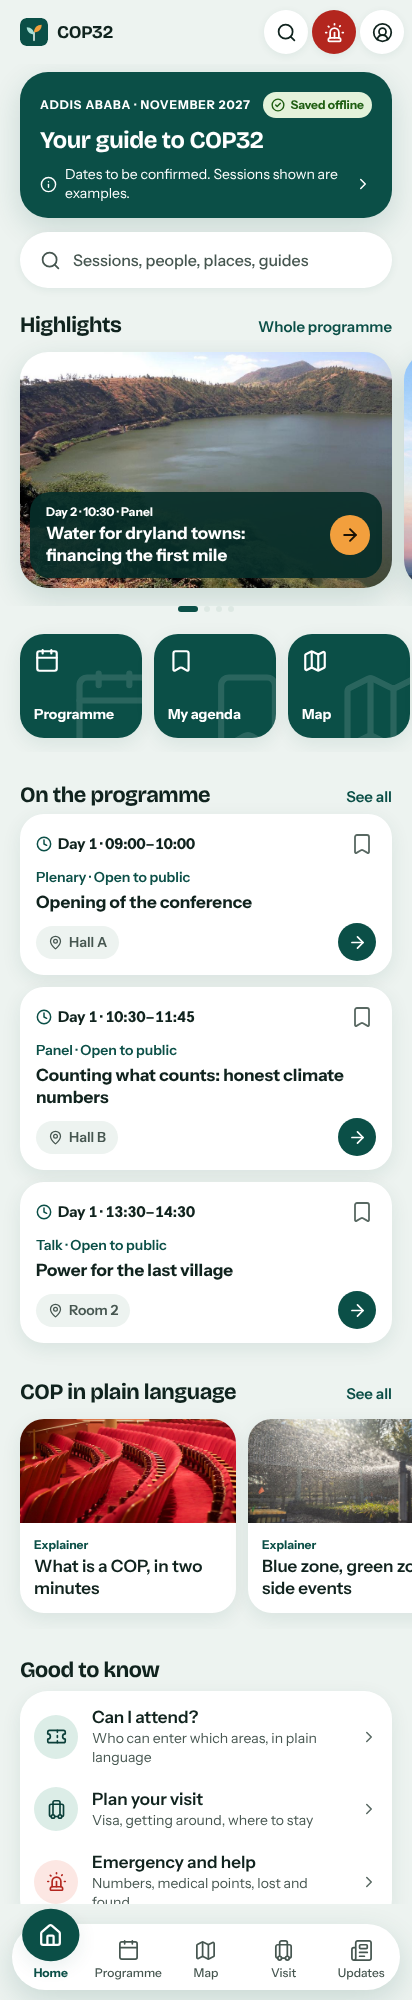 COP32
ADDIS ABABA · NOVEMBER 2027
Saved offline
Your guide to COP32
Dates to be confirmed. Sessions shown are
examples.
Sessions, people, places, guides
Highlights
Whole programme
Day 2 · 10:30 · Panel
Water for dryland towns:
financing the first mile
Programme
My agenda
Map
On the programme
See all
Day 1 · 09:00–10:00
Plenary · Open to public
Opening of the conference
Hall A
Day 1 · 10:30–11:45
Panel · Open to public
Counting what counts: honest climate
numbers
Hall B
Day 1 · 13:30–14:30
Talk · Open to public
Power for the last village
Room 2
COP in plain language
See all
Explainer
What is a COP, in two
minutes
Explainer
Blue zone, green zo
side events
Good to know
Can I attend?
Who can enter which areas, in plain
language
Plan your visit
Visa, getting around, where to stay
Emergency and help
Numbers, medical points, lost and
found
Home
Programme
Map
Visit
Updates